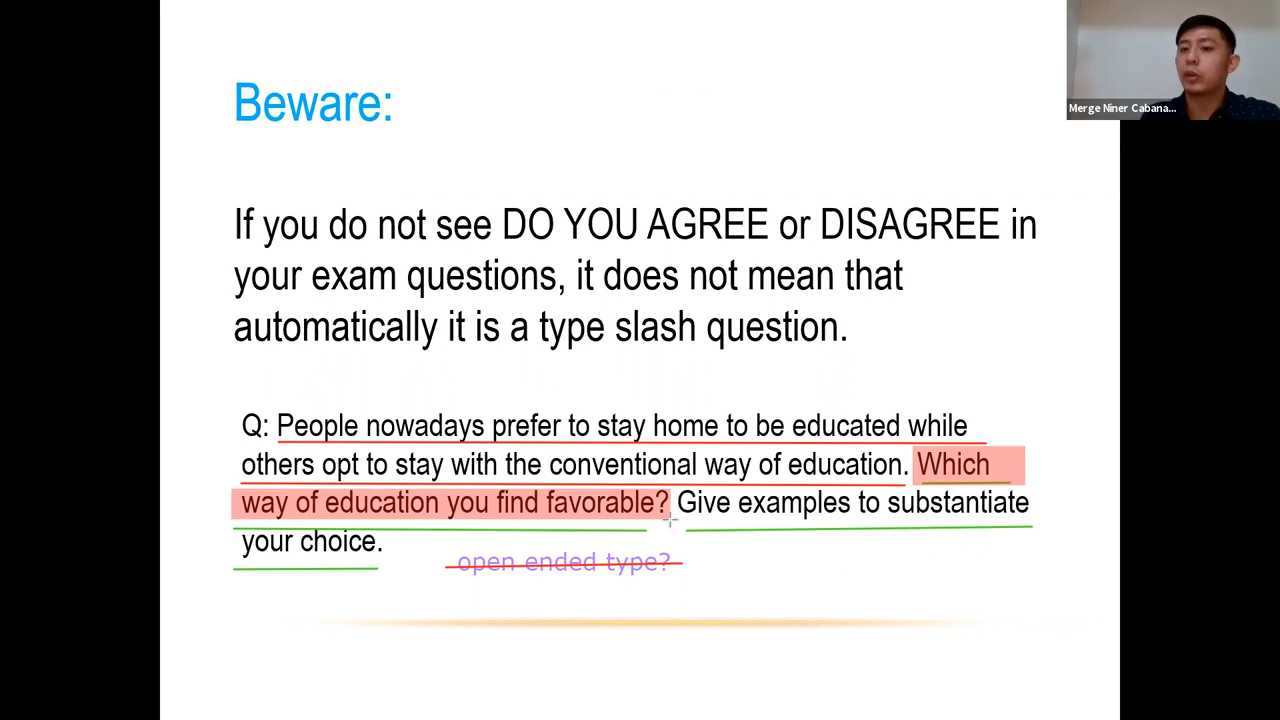 Merge Niner Cabana...
Beware:
If you do not see DO YOU AGREE or DISAGREE in
your exam questions, it does not mean that
automatically it is a type slash question.
Q: People nowadays prefer to stay home to be educated while
others opt to stay with the conventional way of education. Which
way of education you find favorable? Give examples to substantiate
your choice.
open ended type?